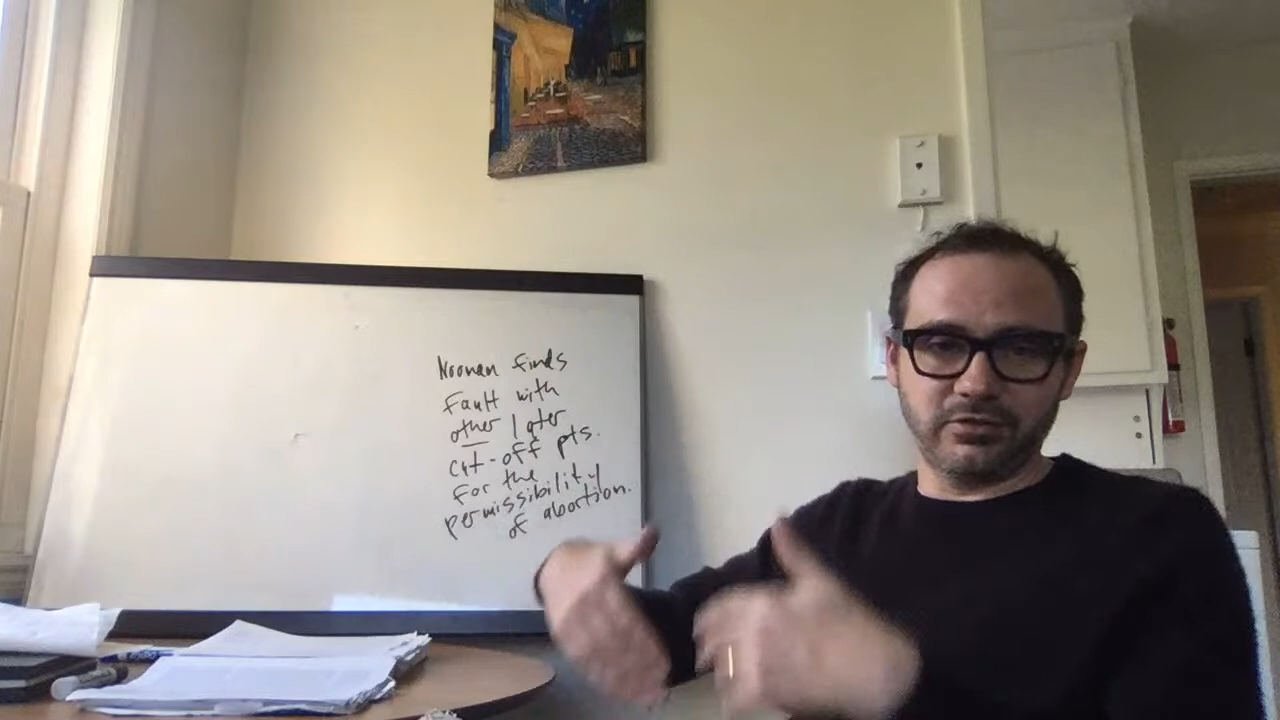 Noonan finds
fault with
other later
cut-off pts.
for the
permissibility
of abortion.